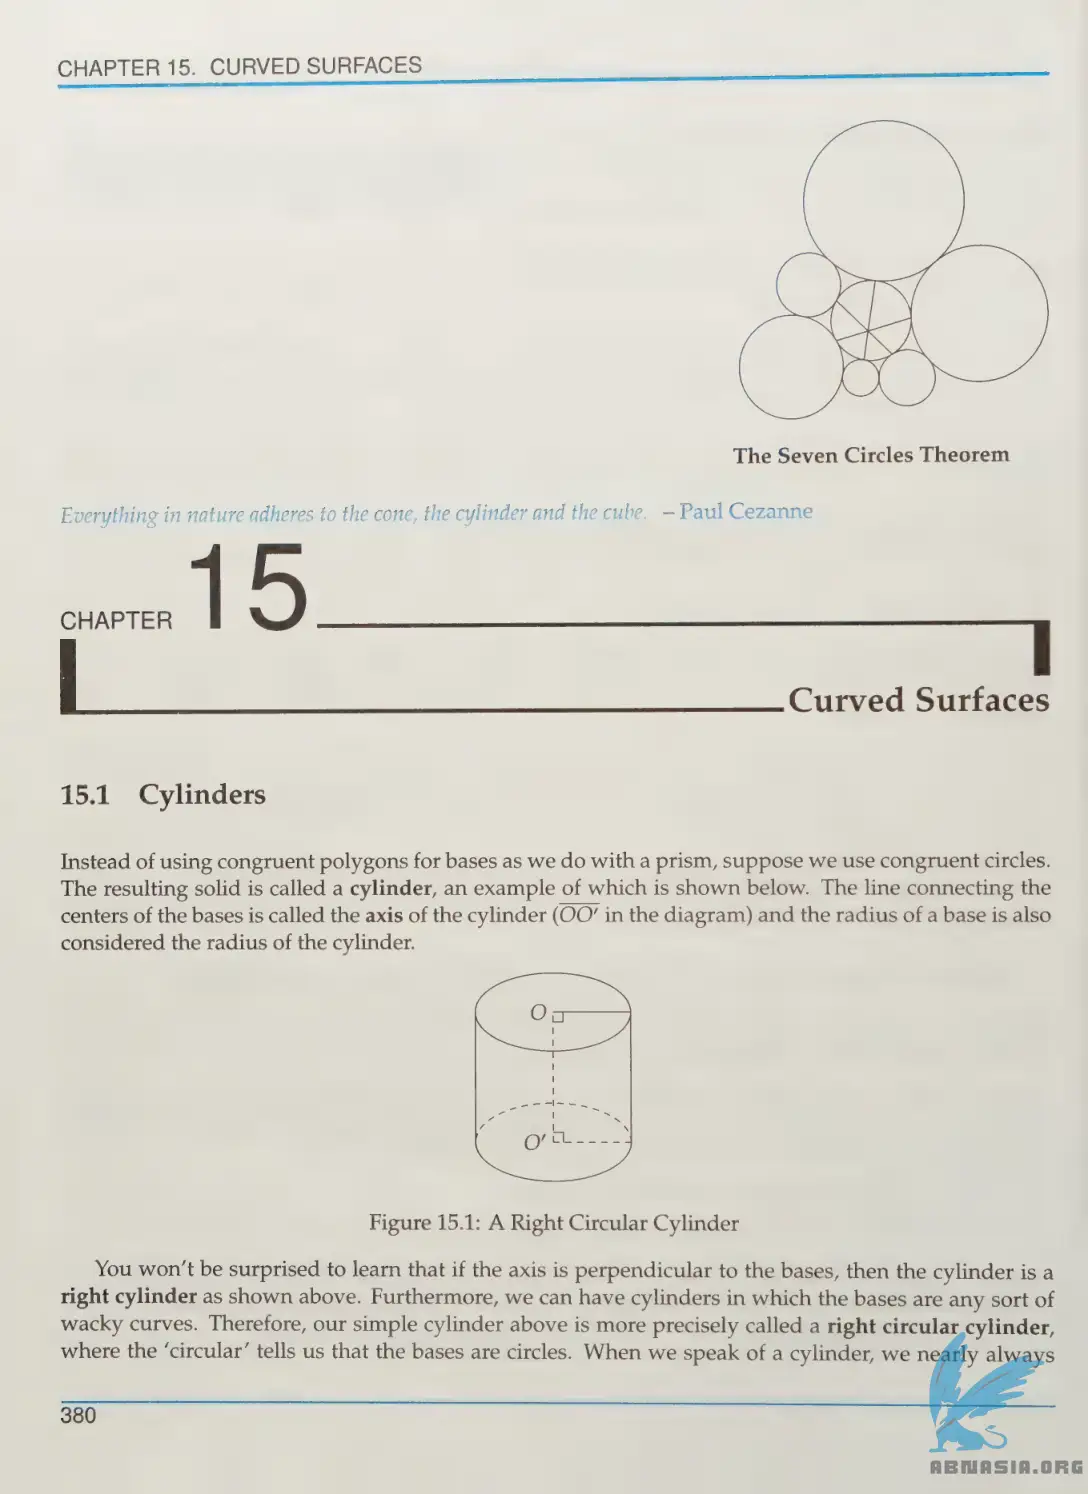 CHAPTER 15. CURVED SURFACES
The Seven Circles Theorem
Everything in nature adheres to the cone, the cylinder and the cube. – Paul Cezanne
CHAPTER 15
Curved Surfaces
15.1 Cylinders
Instead of using congruent polygons for bases as we do with a prism, suppose we use congruent circles.
The resulting solid is called a cylinder, an example of which is shown below. The line connecting the
centers of the bases is called the axis of the cylinder (OO′ in the diagram) and the radius of a base is also
considered the radius of the cylinder.
O
O′
Figure 15.1: A Right Circular Cylinder
You won't be surprised to learn that if the axis is perpendicular to the bases, then the cylinder is a
right cylinder as shown above. Furthermore, we can have cylinders in which the bases are any sort of
wacky curves. Therefore, our simple cylinder above is more precisely called a right circular cylinder,
where the 'circular' tells us that the bases are circles. When we speak of a cylinder, we nearly always
380
ABNASIA.ORG